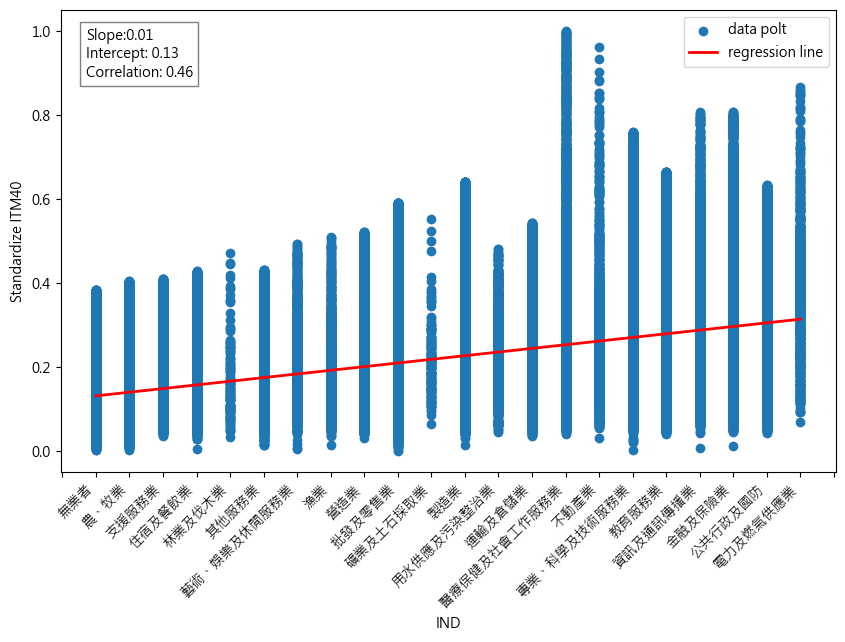 Slope:0.01
Intercept: 0.13
Correlation: 0.46
data polt
regression line
1.0
0.8
0.6
0.4
0.2
0.0
Standardize ITM40
無業者
農、牧業
支援服務業
住宿及餐飲業
林業及伐木業
其他服務業
藝術、娛樂及休閒服務業
漁業
營造業
批發及零售業
礦業及土石採取業
製造業
用水供應及污染整治業
運輸及倉儲業
醫療保健及社會工作服務業
不動產業
專業、科學及技術服務業
教育服務業
資訊及通訊傳播業
金融及保險業
公共行政及國防
電力及燃氣供應業
IND